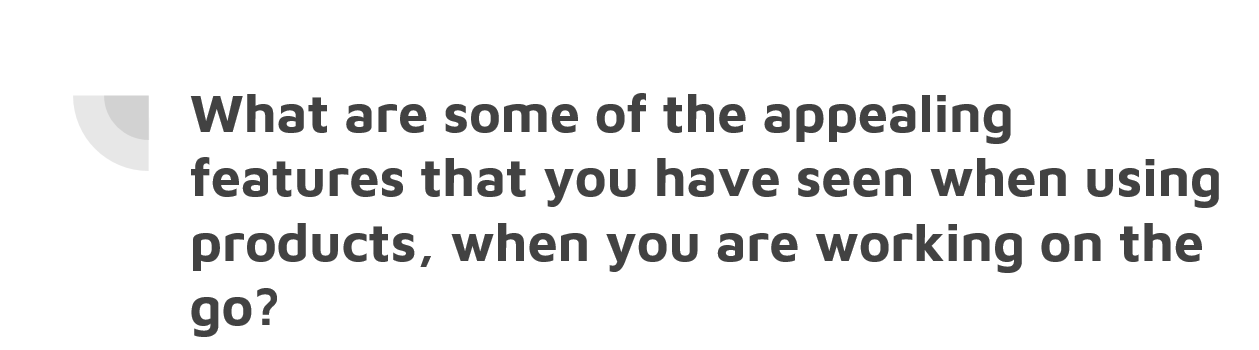 What are some of the appealing
features that you have seen when using
products, when you are working on the
go?